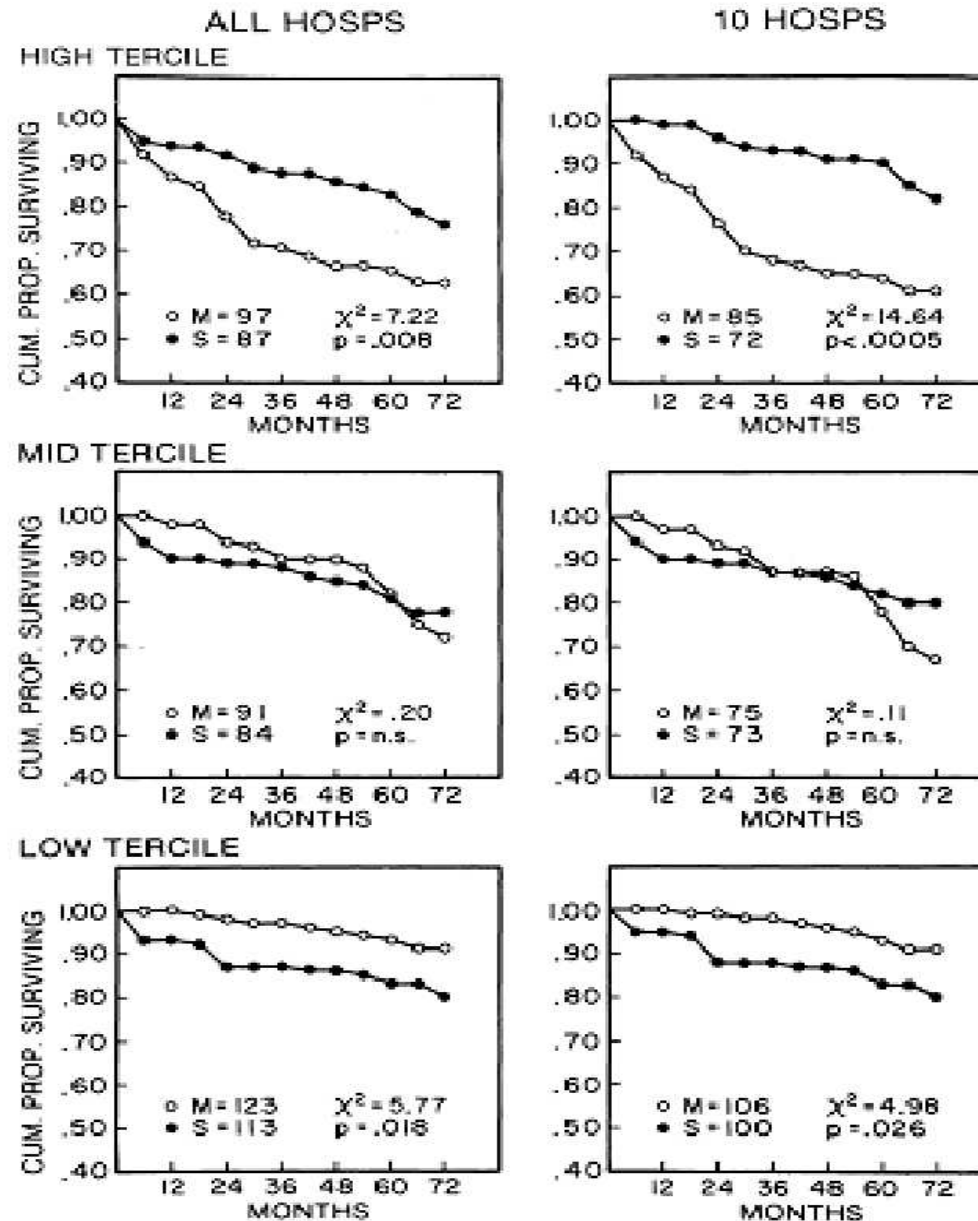 ALL HOSPS
10 HOSPS
HIGH TERCILE
CUM. PROP. SURVIVING
1.00
.90
.80
.70
.60
.50
.40
M = 97 χ² = 7.22
S = 87 p = .008
12 24 36 48 60 72
MONTHS
1.00
.90
.80
.70
.60
.50
.40
M = 85 χ² = 14.64
S = 72 p < .0005
12 24 36 48 60 72
MONTHS
MID TERCILE
CUM. PROP. SURVIVING
1.00
.90
.80
.70
.60
.50
.40
M = 91 χ² = .20
S = 84 p = n.s.
12 24 36 48 60 72
MONTHS
1.00
.90
.80
.70
.60
.50
.40
M = 75 χ² = .11
S = 73 p = n.s.
12 24 36 48 60 72
MONTHS
LOW TERCILE
CUM. PROP. SURVIVING
1.00
.90
.80
.70
.60
.50
.40
M = 123 χ² = 5.77
S = 113 p = .018
12 24 36 48 60 72
MONTHS
1.00
.90
.80
.70
.60
.50
.40
M = 106 χ² = 4.98
S = 100 p = .026
12 24 36 48 60 72
MONTHS